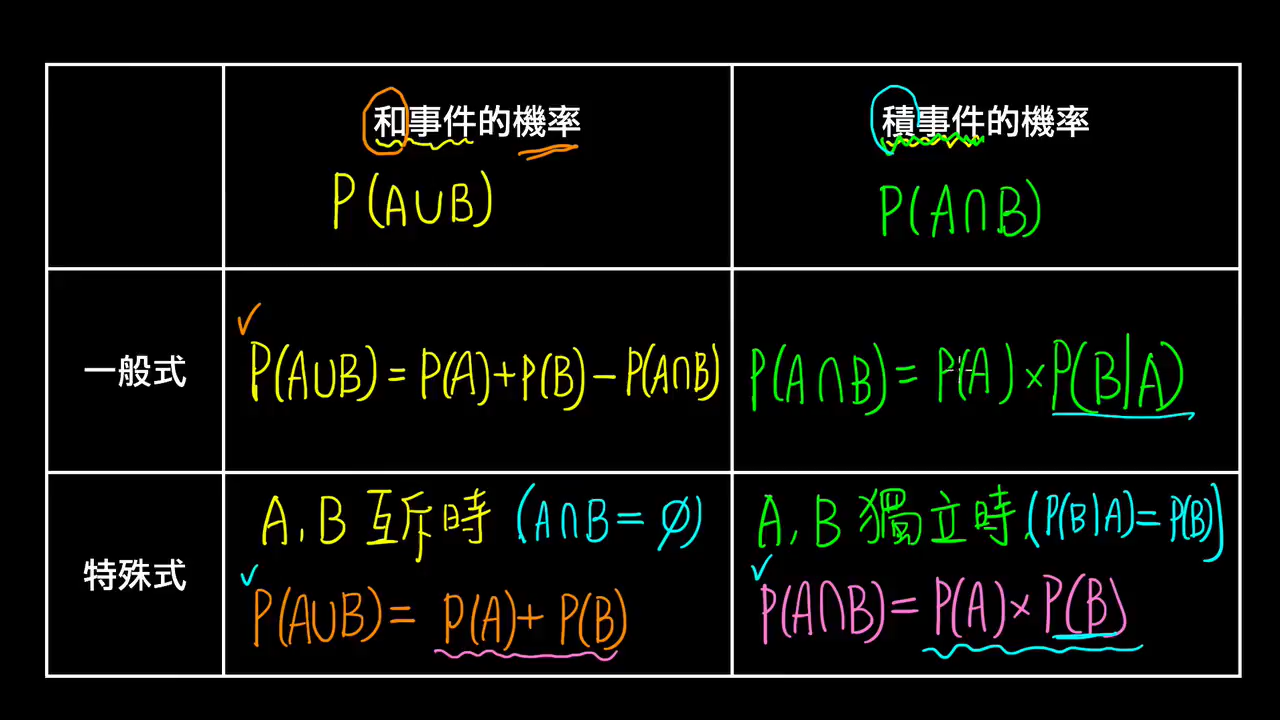 和事件的機率
P(A∪B)
積事件的機率
P(A∩B)
一般式
P(A∪B)=P(A)+P(B)-P(A∩B)
P(A∩B)=P(A)×P(B|A)
特殊式
A,B 互斥時 (A∩B=∅)
P(A∪B)=P(A)+P(B)
A,B 獨立時 (P(B|A)=P(B))
P(A∩B)=P(A)×P(B)